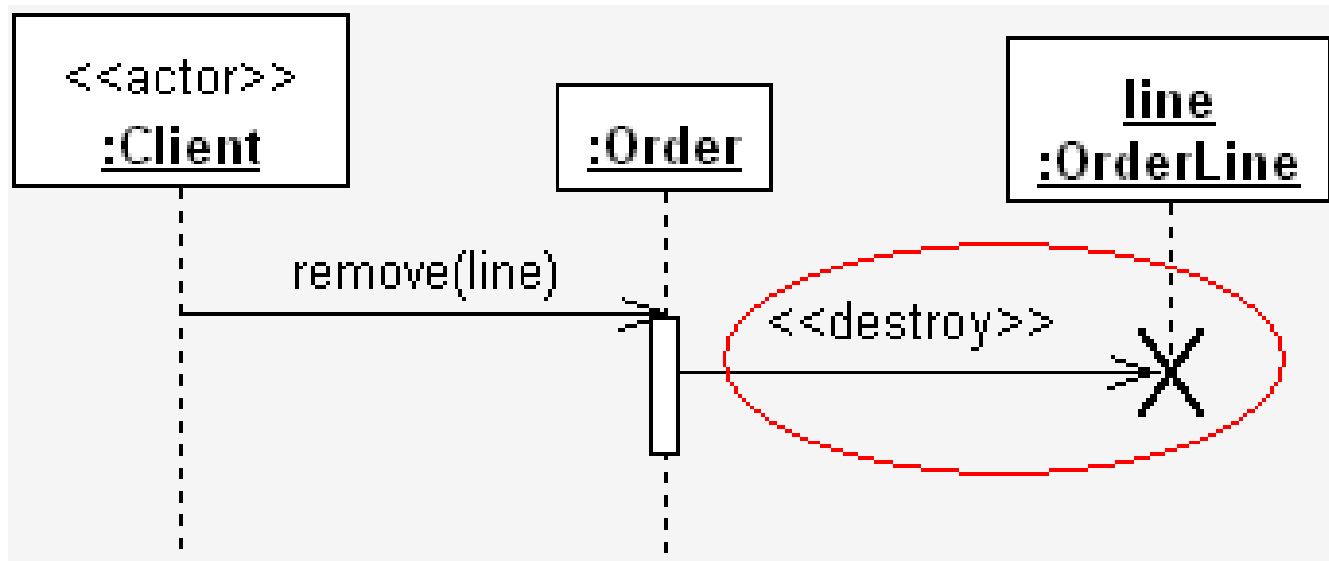 <<actor>>
:Client
:Order
line
:OrderLine
remove(line)
<<destroy>>